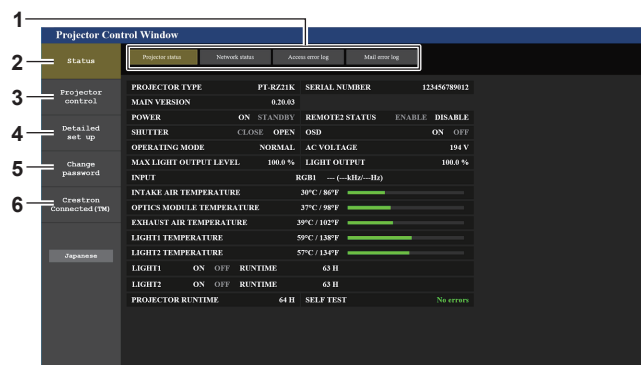 1
Projector Control Window
2
Status
Projector status Network status Access error log Mail error log
3
Projector
control
4
Detailed
set up
5
Change
password
6
Crestron
Connected(TM)
Japanese
PROJECTOR TYPE PT-RZ21K SERIAL NUMBER 123456789012
MAIN VERSION 0.20.03
POWER ON STANDBY REMOTE2 STATUS ENABLE DISABLE
SHUTTER CLOSE OPEN OSD ON OFF
OPERATING MODE NORMAL AC VOLTAGE 194 V
MAX LIGHT OUTPUT LEVEL 100.0 % LIGHT OUTPUT 100.0 %
INPUT RGB1 --- (---kHz/---Hz)
INTAKE AIR TEMPERATURE 30°C / 86°F
OPTICS MODULE TEMPERATURE 37°C / 98°F
EXHAUST AIR TEMPERATURE 39°C / 102°F
LIGHT1 TEMPERATURE 59°C / 138°F
LIGHT2 TEMPERATURE 57°C / 134°F
LIGHT1 ON OFF RUNTIME 63 H
LIGHT2 ON OFF RUNTIME 63 H
PROJECTOR RUNTIME 64 H SELF TEST No errors